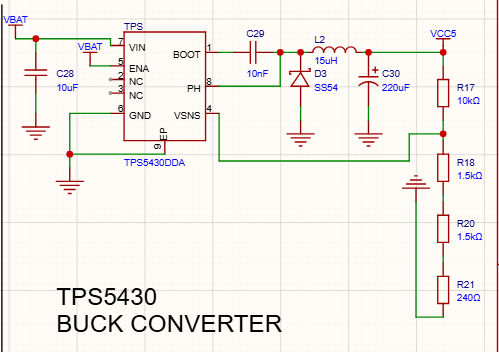 VBAT
TPS
C29
L2
VCC5
VBAT
7
VIN
BOOT
1
10nF
15uH
5
ENA
C28
10uF
2
NC
3
NC
PH
8
D3
SS54
C30
220uF
R17
10kΩ
6
GND
VSNS
4
9
EP
TPS5430DDA
R18
1.5kΩ
R20
1.5kΩ
R21
240Ω
TPS5430
BUCK CONVERTER